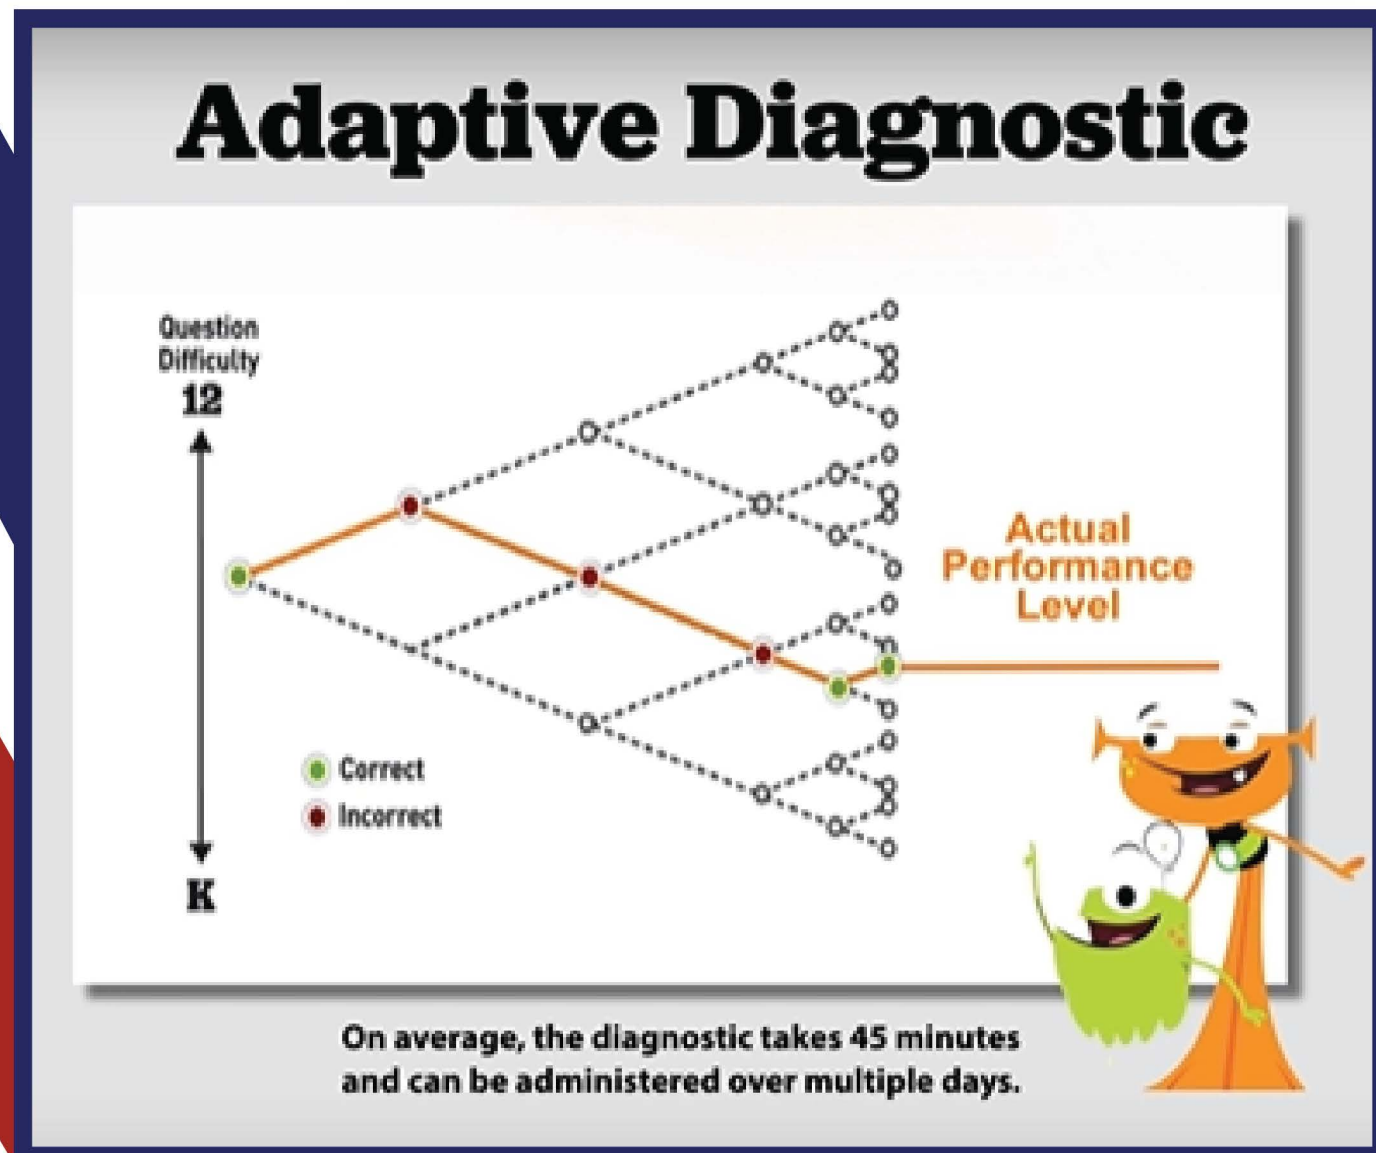 Adaptive Diagnostic
Question
Difficulty
12
K
Correct
Incorrect
Actual
Performance
Level
On average, the diagnostic takes 45 minutes
and can be administered over multiple days.